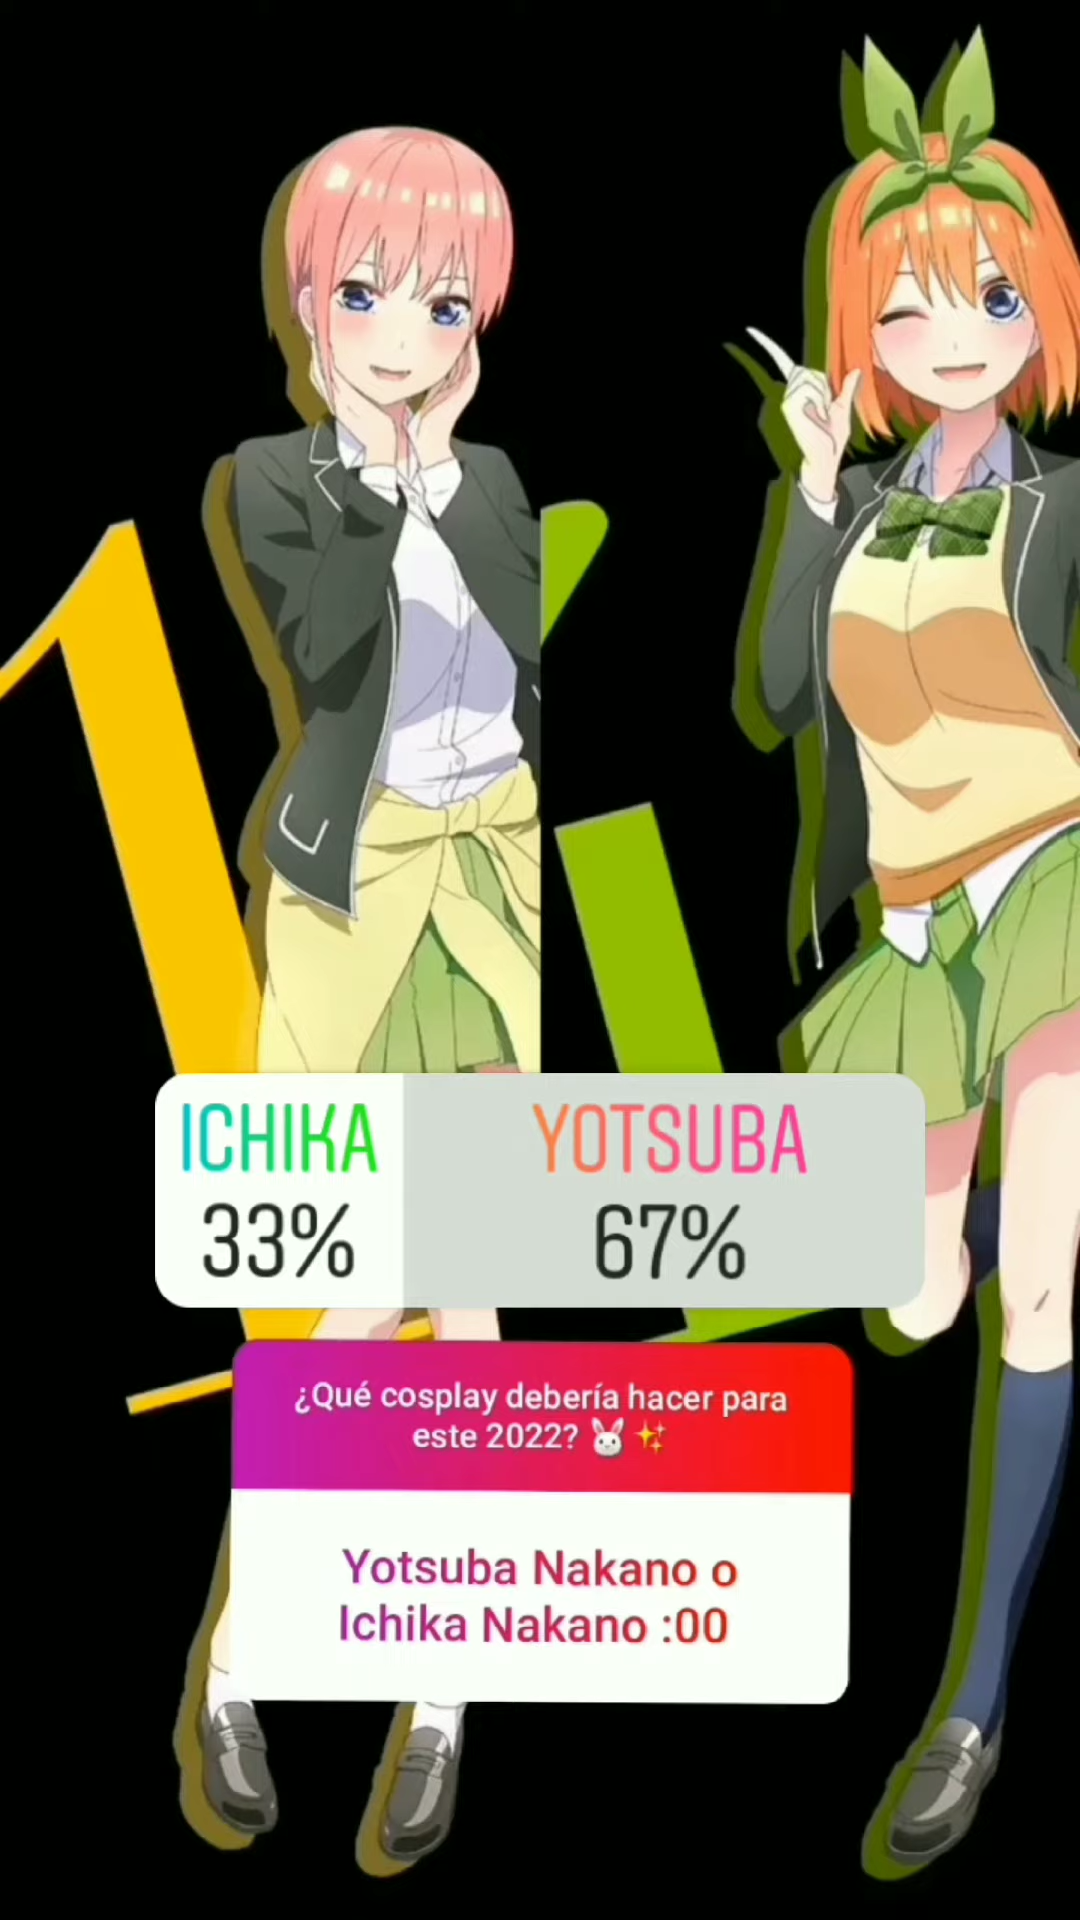 ICHIKA YOTSUBA
33% 67%
¿Qué cosplay debería hacer para
este 2022? 🐰✨
Yotsuba Nakano o
Ichika Nakano :00